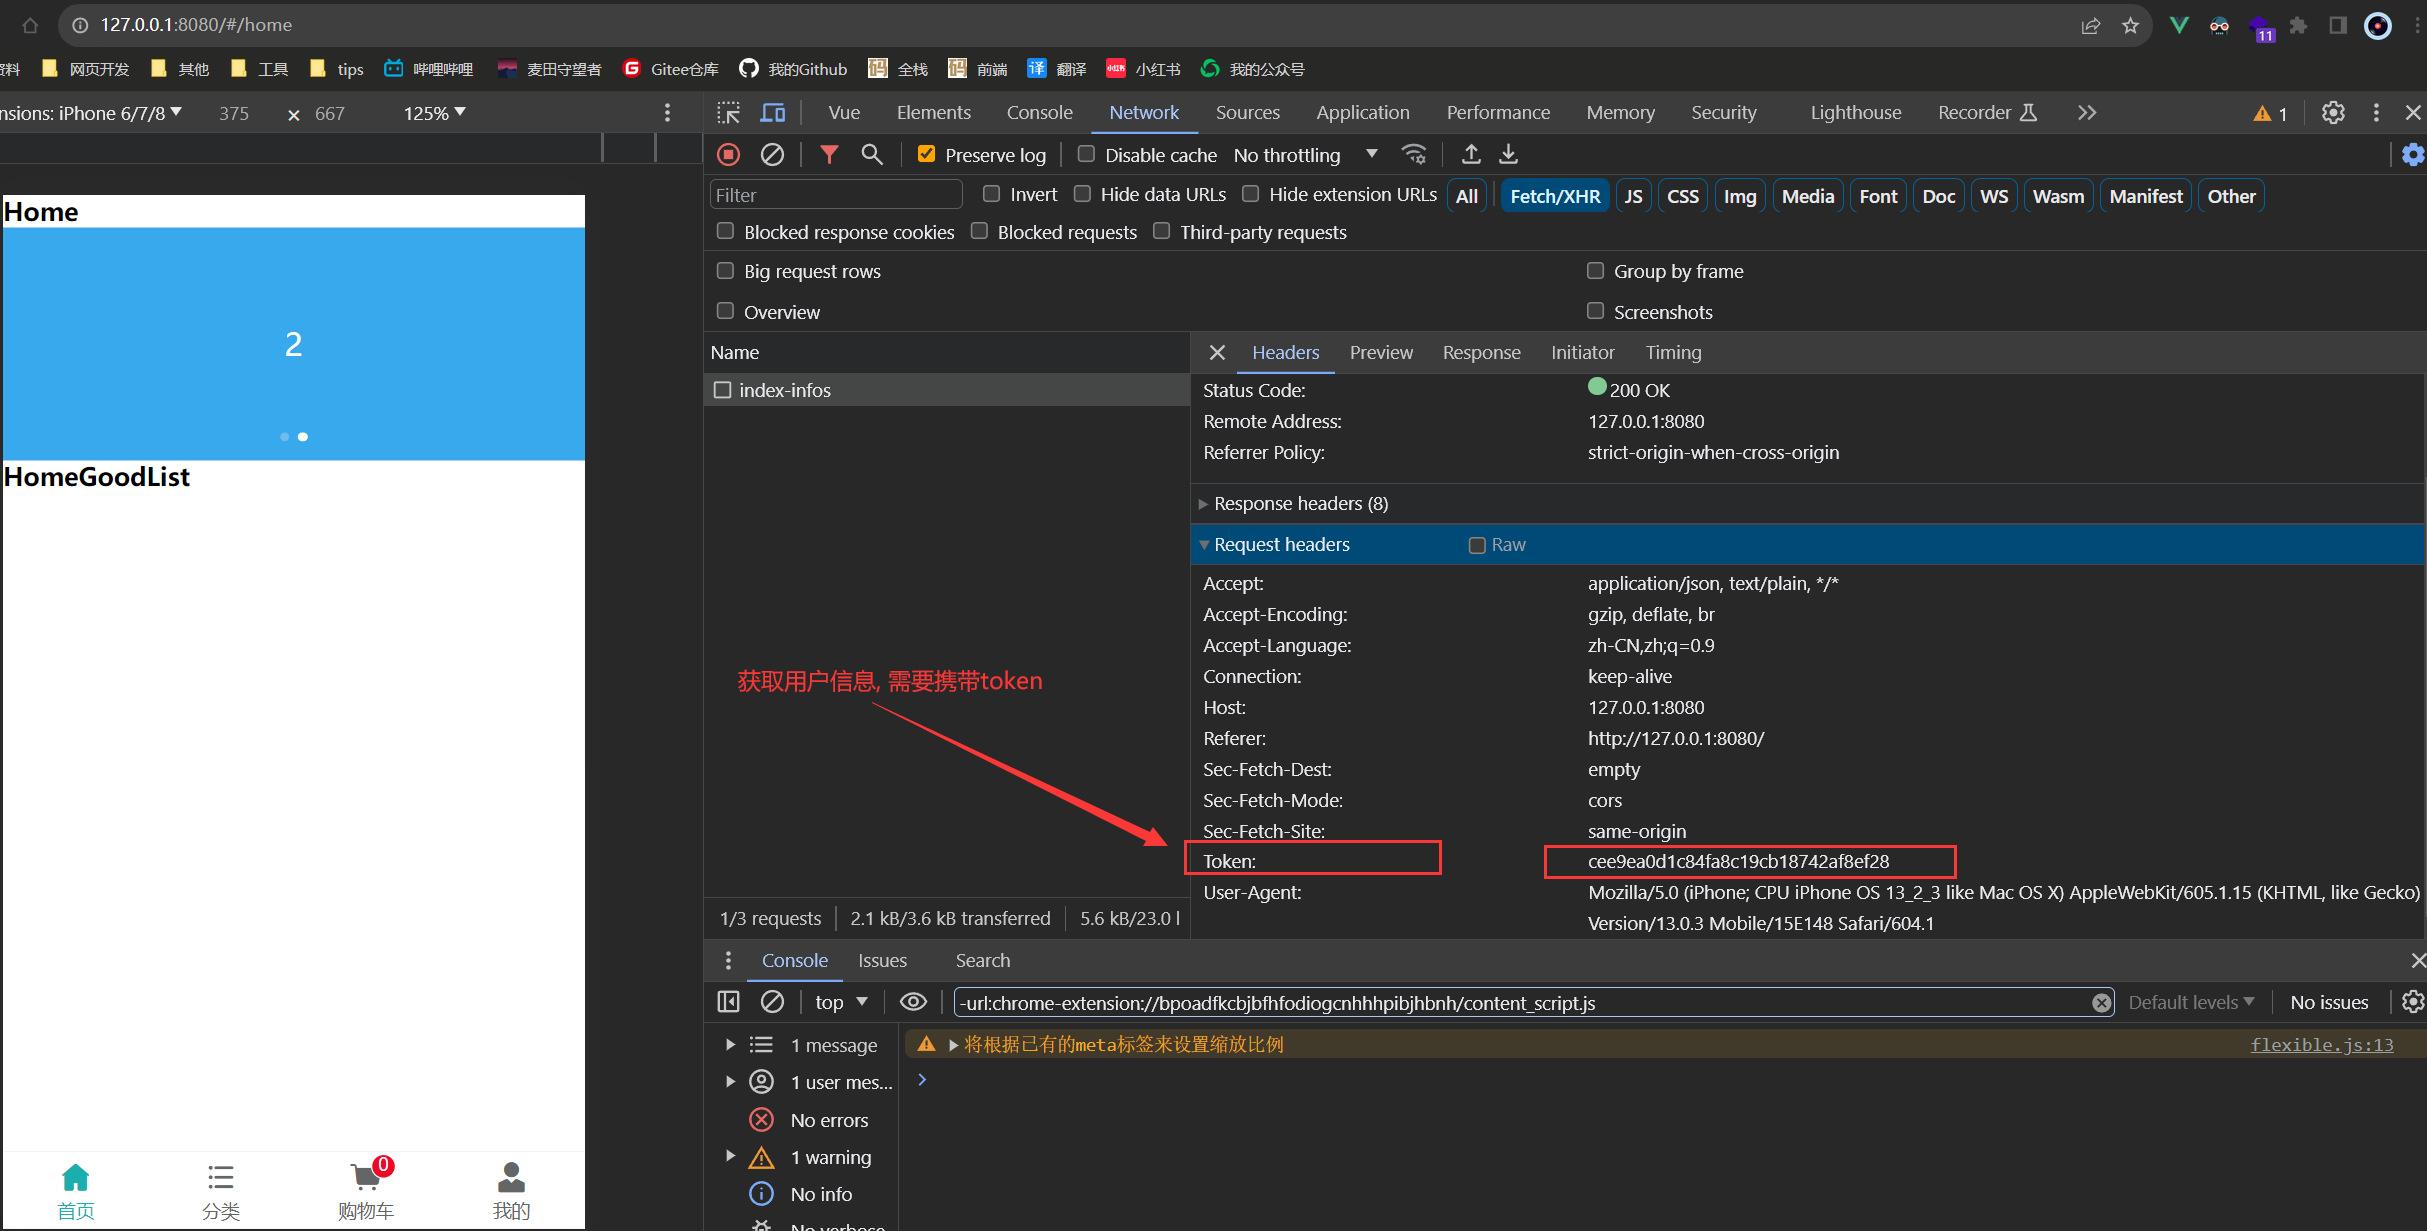 127.0.0.1:8080/#/home
11
资料 网页开发 其他 工具 tips 哔哩哔哩 麦田守望者 Gitee仓库 我的Github 全栈 前端 翻译 小红书 我的公众号
nsions: iPhone 6/7/8 375 × 667 125%
Vue Elements Console Network Sources Application Performance Memory Security Lighthouse Recorder 1
Preserve log Disable cache No throttling
Filter Invert Hide data URLs Hide extension URLs All Fetch/XHR JS CSS Img Media Font Doc WS Wasm Manifest Other
Blocked response cookies Blocked requests Third-party requests
Big request rows Group by frame
Overview Screenshots
Home
2
HomeGoodList
0
首页 分类 购物车 我的
Name
index-infos
获取用户信息, 需要携带token
1/3 requests 2.1 kB/3.6 kB transferred 5.6 kB/23.0
Headers Preview Response Initiator Timing
Status Code: 200 OK
Remote Address: 127.0.0.1:8080
Referrer Policy: strict-origin-when-cross-origin
Response headers (8)
Request headers Raw
Accept: application/json, text/plain, */*
Accept-Encoding: gzip, deflate, br
Accept-Language: zh-CN,zh;q=0.9
Connection: keep-alive
Host: 127.0.0.1:8080
Referer: http://127.0.0.1:8080/
Sec-Fetch-Dest: empty
Sec-Fetch-Mode: cors
Sec-Fetch-Site: same-origin
Token: cee9ea0d1c84fa8c19cb18742af8ef28
User-Agent: Mozilla/5.0 (iPhone; CPU iPhone OS 13_2_3 like Mac OS X) AppleWebKit/605.1.15 (KHTML, like Gecko)
Version/13.0.3 Mobile/15E148 Safari/604.1
Console Issues Search
top -url:chrome-extension://bpoadfkcbjbfhfodiogcnhhhpibjhbnh/content_script.js Default levels No issues
1 message
1 user mes...
No errors
1 warning
No info
No verbose
将根据已有的meta标签来设置缩放比例 flexible.js:13